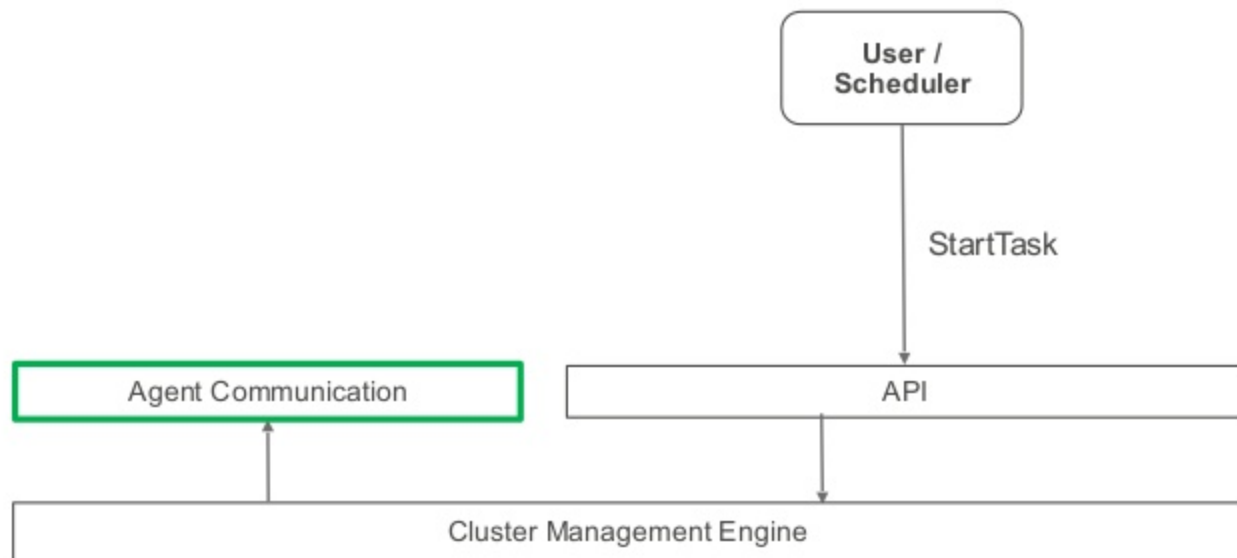 User /
Scheduler
StartTask
Agent Communication
API
Cluster Management Engine